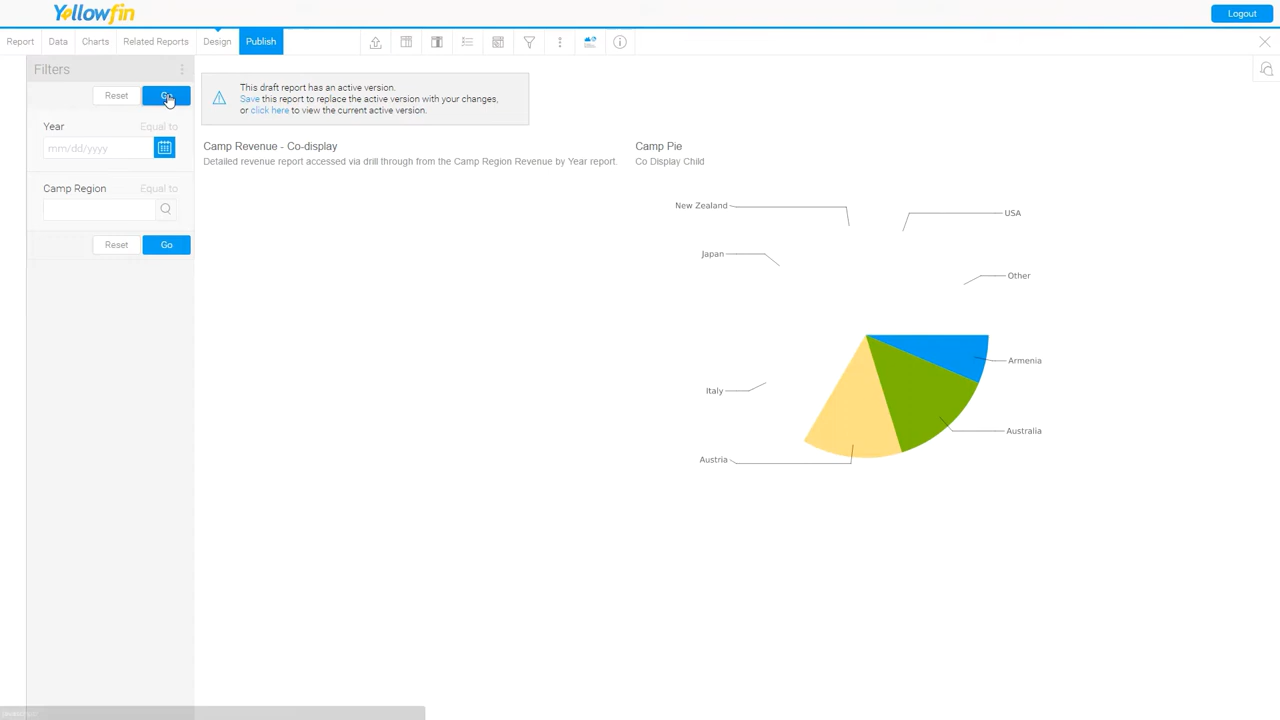 Yellowfin
Logout
Report Data Charts Related Reports Design Publish
Filters
Reset
Year Equal to
mm/dd/yyyy
Camp Region Equal to
Reset Go
This draft report has an active version.
Save this report to replace the active version with your changes,
or click here to view the current active version.
Camp Revenue - Co-display
Detailed revenue report accessed via drill through from the Camp Region Revenue by Year report.
Camp Pie
Co Display Child
New Zealand
USA
Japan
Other
Armenia
Italy
Australia
Austria